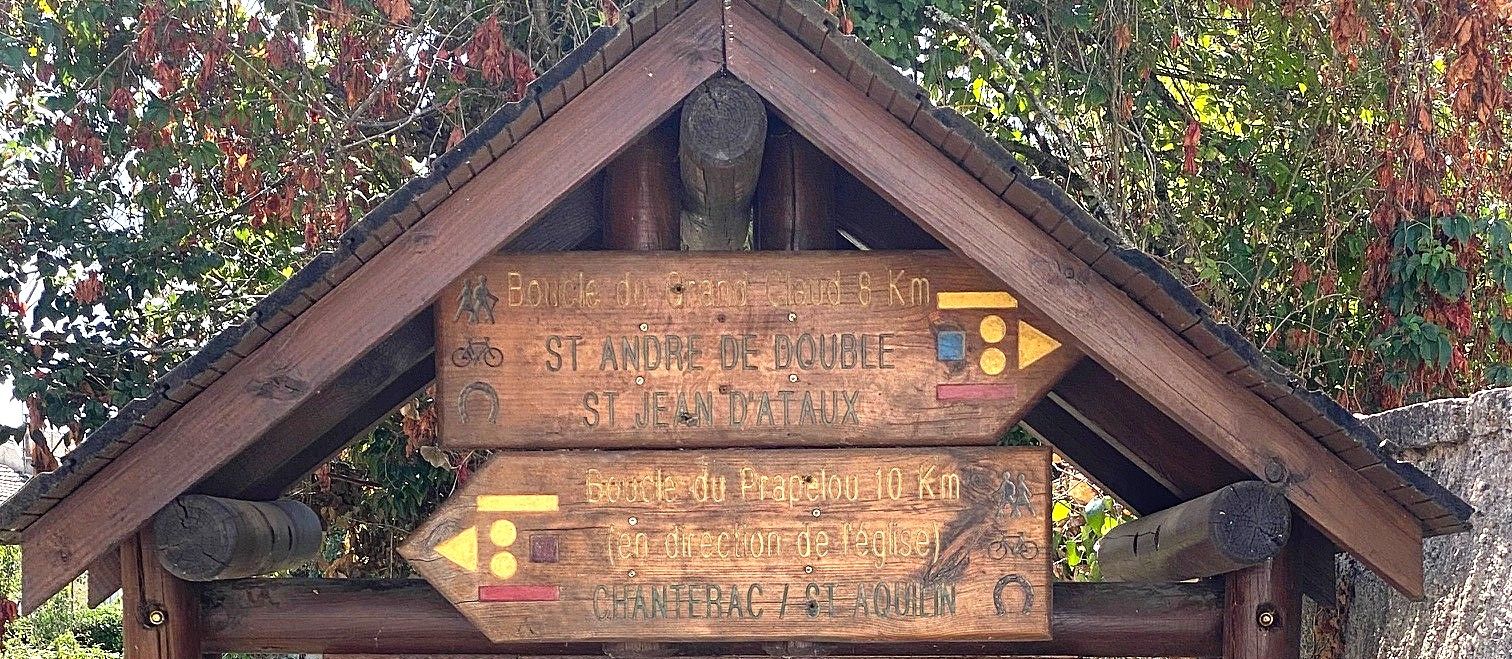 Boucle du Grand Claud 8 Km
ST ANDRE DE DOUBLE
ST JEAN D'ATAUX
Boucle du Prapelou 10 Km
(en direction de l'église)
CHANTERAC / ST AQUILIN